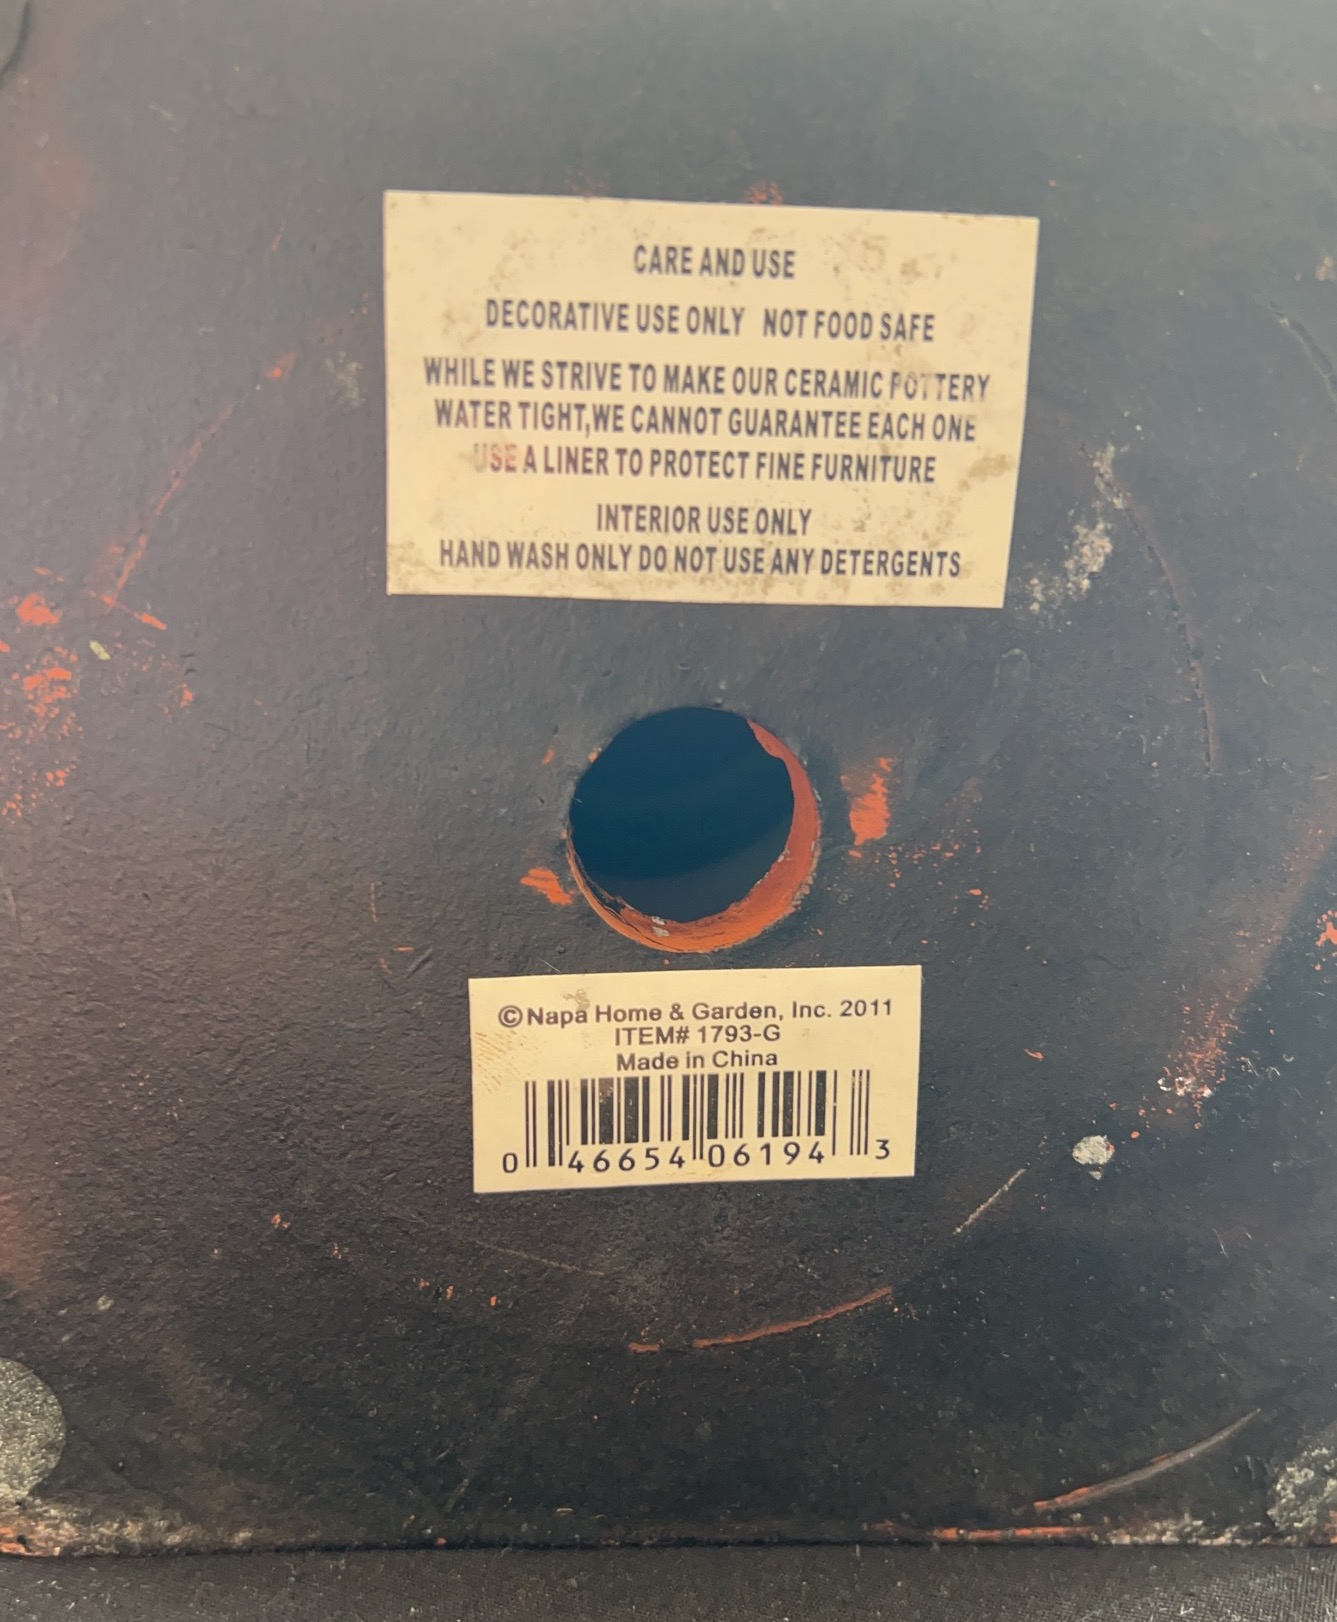 CARE AND USE
DECORATIVE USE ONLY NOT FOOD SAFE
WHILE WE STRIVE TO MAKE OUR CERAMIC POTTERY
WATER TIGHT,WE CANNOT GUARANTEE EACH ONE
USE A LINER TO PROTECT FINE FURNITURE
INTERIOR USE ONLY
HAND WASH ONLY DO NOT USE ANY DETERGENTS
©Napa Home & Garden, Inc. 2011
ITEM# 1793-G
Made in China
0 46654 06194 3